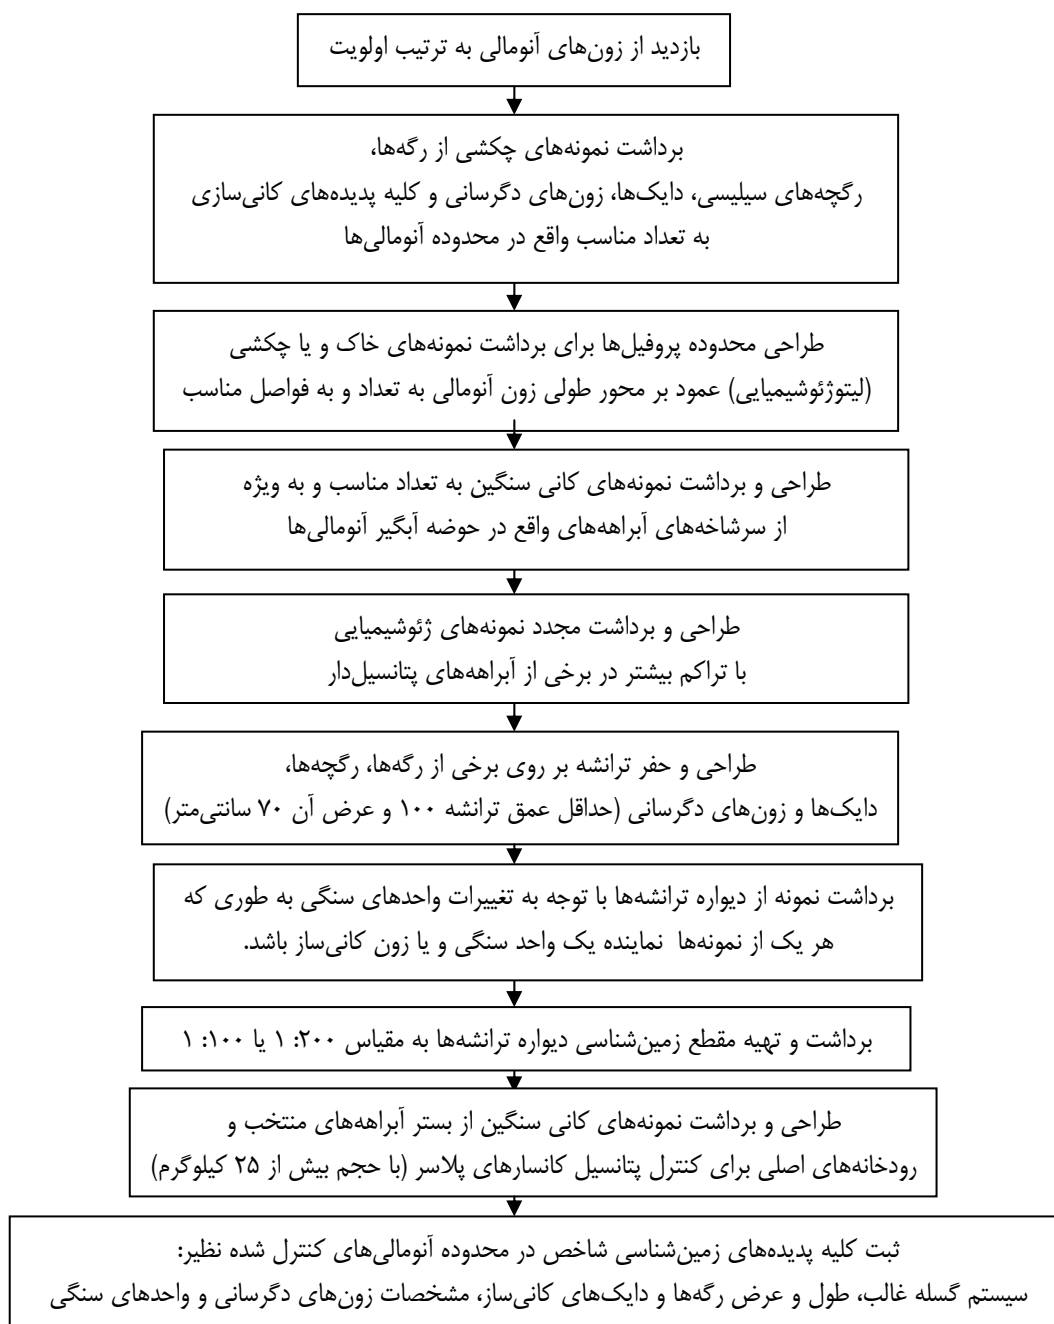 بازدید از زون‌های آنومالی به ترتیب اولویت
برداشت نمونه‌های چکشی از رگه‌ها،
رگچه‌های سیلیسی، دایک‌ها، زون‌های دگرسانی و کلیه پدیده‌های کانی‌سازی
به تعداد مناسب واقع در محدوده آنومالی‌ها
طراحی محدوده پروفیل‌ها برای برداشت نمونه‌های خاک و یا چکشی
(لیتوژئوشیمیایی) عمود بر محور طولی زون آنومالی به تعداد و به فواصل مناسب
طراحی و برداشت نمونه‌های کانی سنگین به تعداد مناسب و به ویژه
از سرشاخه‌های آبراهه‌های واقع در حوضه آبگیر آنومالی‌ها
طراحی و برداشت مجدد نمونه‌های ژئوشیمیایی
با تراکم بیشتر در برخی از آبراهه‌های پتانسیل‌دار
طراحی و حفر ترانشه بر روی برخی از رگه‌ها، رگچه‌ها،
دایک‌ها و زون‌های دگرسانی (حداقل عمق ترانشه ۱۰۰ و عرض آن ۷۰ سانتی‌متر)
برداشت نمونه از دیواره ترانشه‌ها با توجه به تغییرات واحدهای سنگی به طوری که
هر یک از نمونه‌ها نماینده یک واحد سنگی و یا زون کانی‌ساز باشد.
برداشت و تهیه مقطع زمین‌شناسی دیواره ترانشه‌ها به مقیاس ۲۰۰: ۱ یا ۱۰۰: ۱
طراحی و برداشت نمونه‌های کانی سنگین از بستر آبراهه‌های منتخب و
رودخانه‌های اصلی برای کنترل پتانسیل کانسارهای پلاسر (با حجم بیش از ۲۵ کیلوگرم)
ثبت کلیه پدیده‌های زمین‌شناسی شاخص در محدوده آنومالی‌های کنترل شده نظیر:
سیستم گسله غالب، طول و عرض رگه‌ها و دایک‌های کانی‌ساز، مشخصات زون‌های دگرسانی و واحدهای سنگی